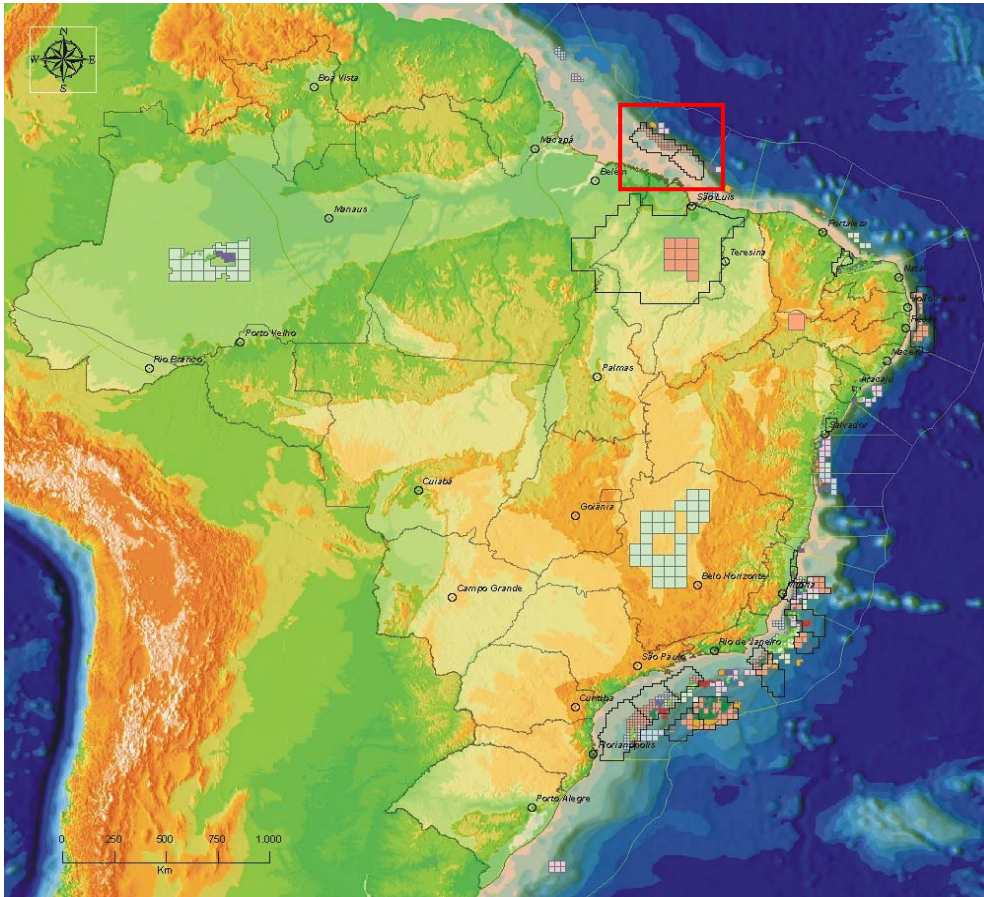 N
W E
S
Boa Vista
Macapá
Belém
São Luis
Manaus
Fortaleza
Teresina
Natal
Porto Velho
Rio Branco
Maceió
Palmas
Aracajú
Salvador
Cuiabá
Goiânia
Belo Horizonte
Campo Grande
Rio de Janeiro
São Paulo
Curitiba
Florianópolis
Porto Alegre
0 250 500 750 1.000
Km